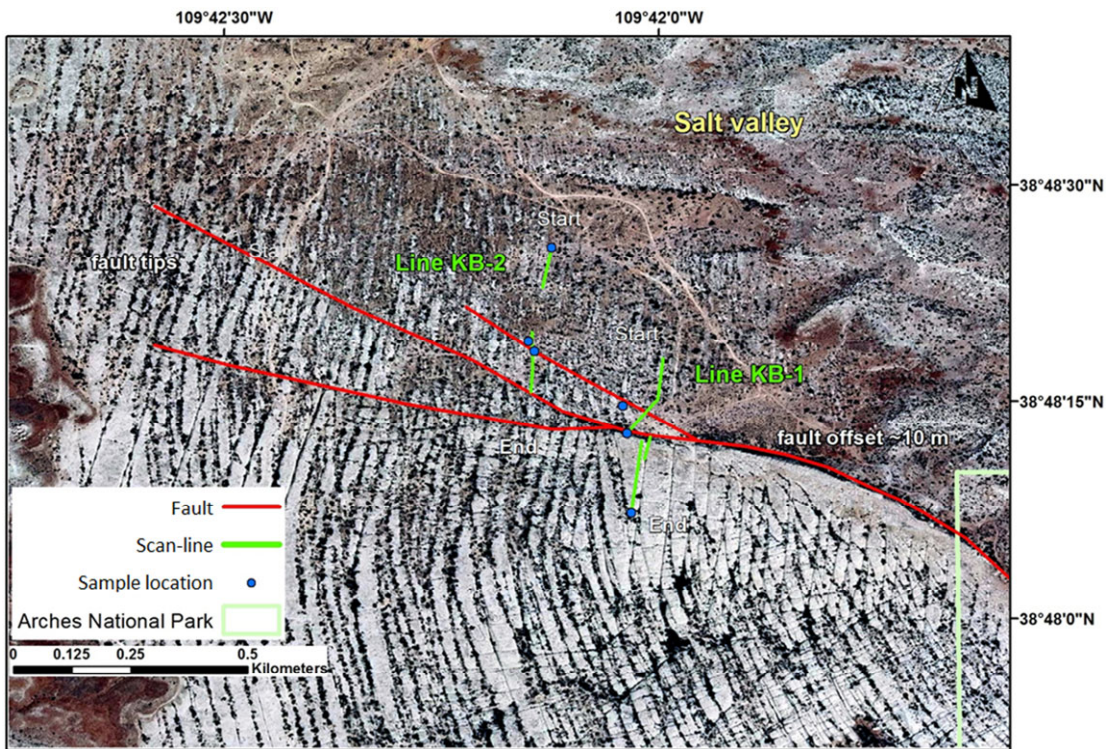 109°42'30"W
109°42'0"W
N
Salt valley
38°48'30"N
Start
Line KB-2
fault tips
Start
Line KB-1
38°48'15"N
fault offset ~10 m
End
Fault
Scan-line
End
Sample location
Arches National Park
38°48'0"N
0 0.125 0.25 0.5
Kilometers